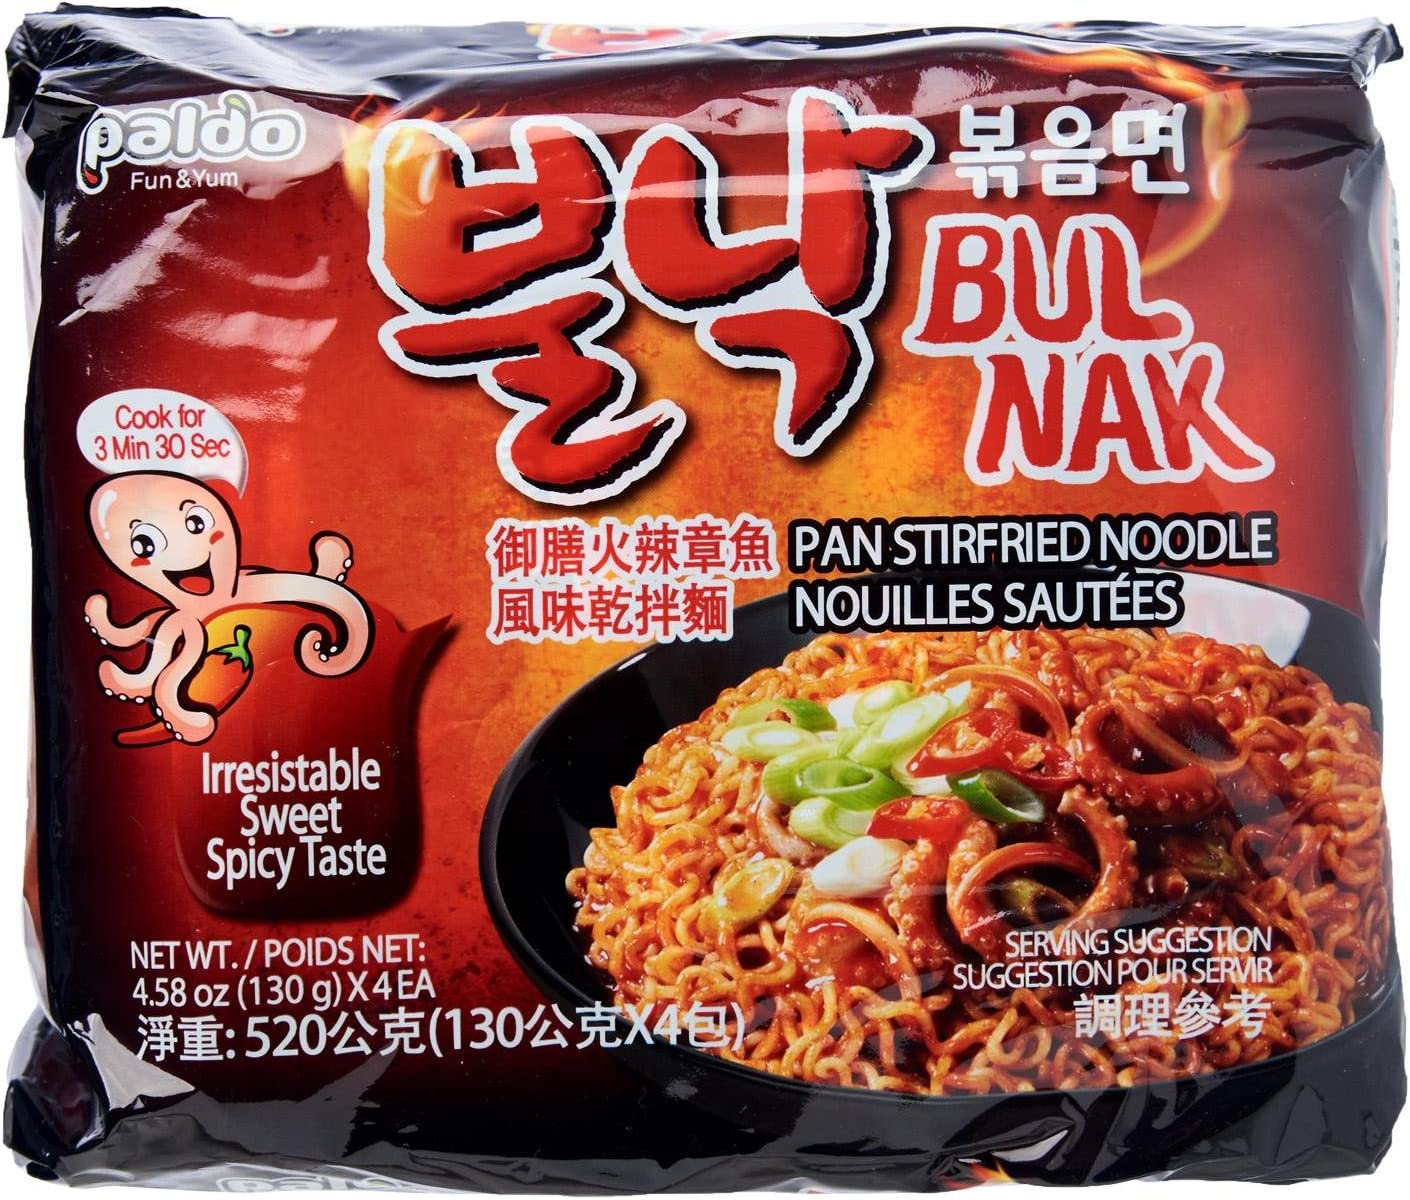 Fun & Yum
paldo
Fun & Yum
불낙
볶음면
BUL
NAK
Cook for
3 Min 30 Sec
御膳火辣章魚
風味乾拌麵
PAN STIRFRIED NOODLE
NOUILLES SAUTÉES
Irresistable
Sweet
Spicy Taste
NET WT. / POIDS NET:
4.58 oz (130 g) X 4 EA
淨重: 520公克(130公克X4包)
SERVING SUGGESTION
SUGGESTION POUR SERVIR
調理參考
paldo